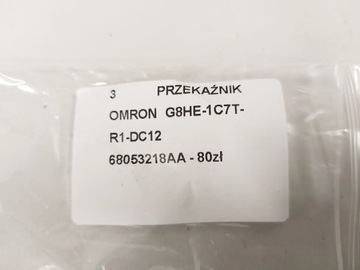 3 PRZEKAŹNIK
OMRON G8HE-1C7T-
R1-DC12
68053218AA - 80zł